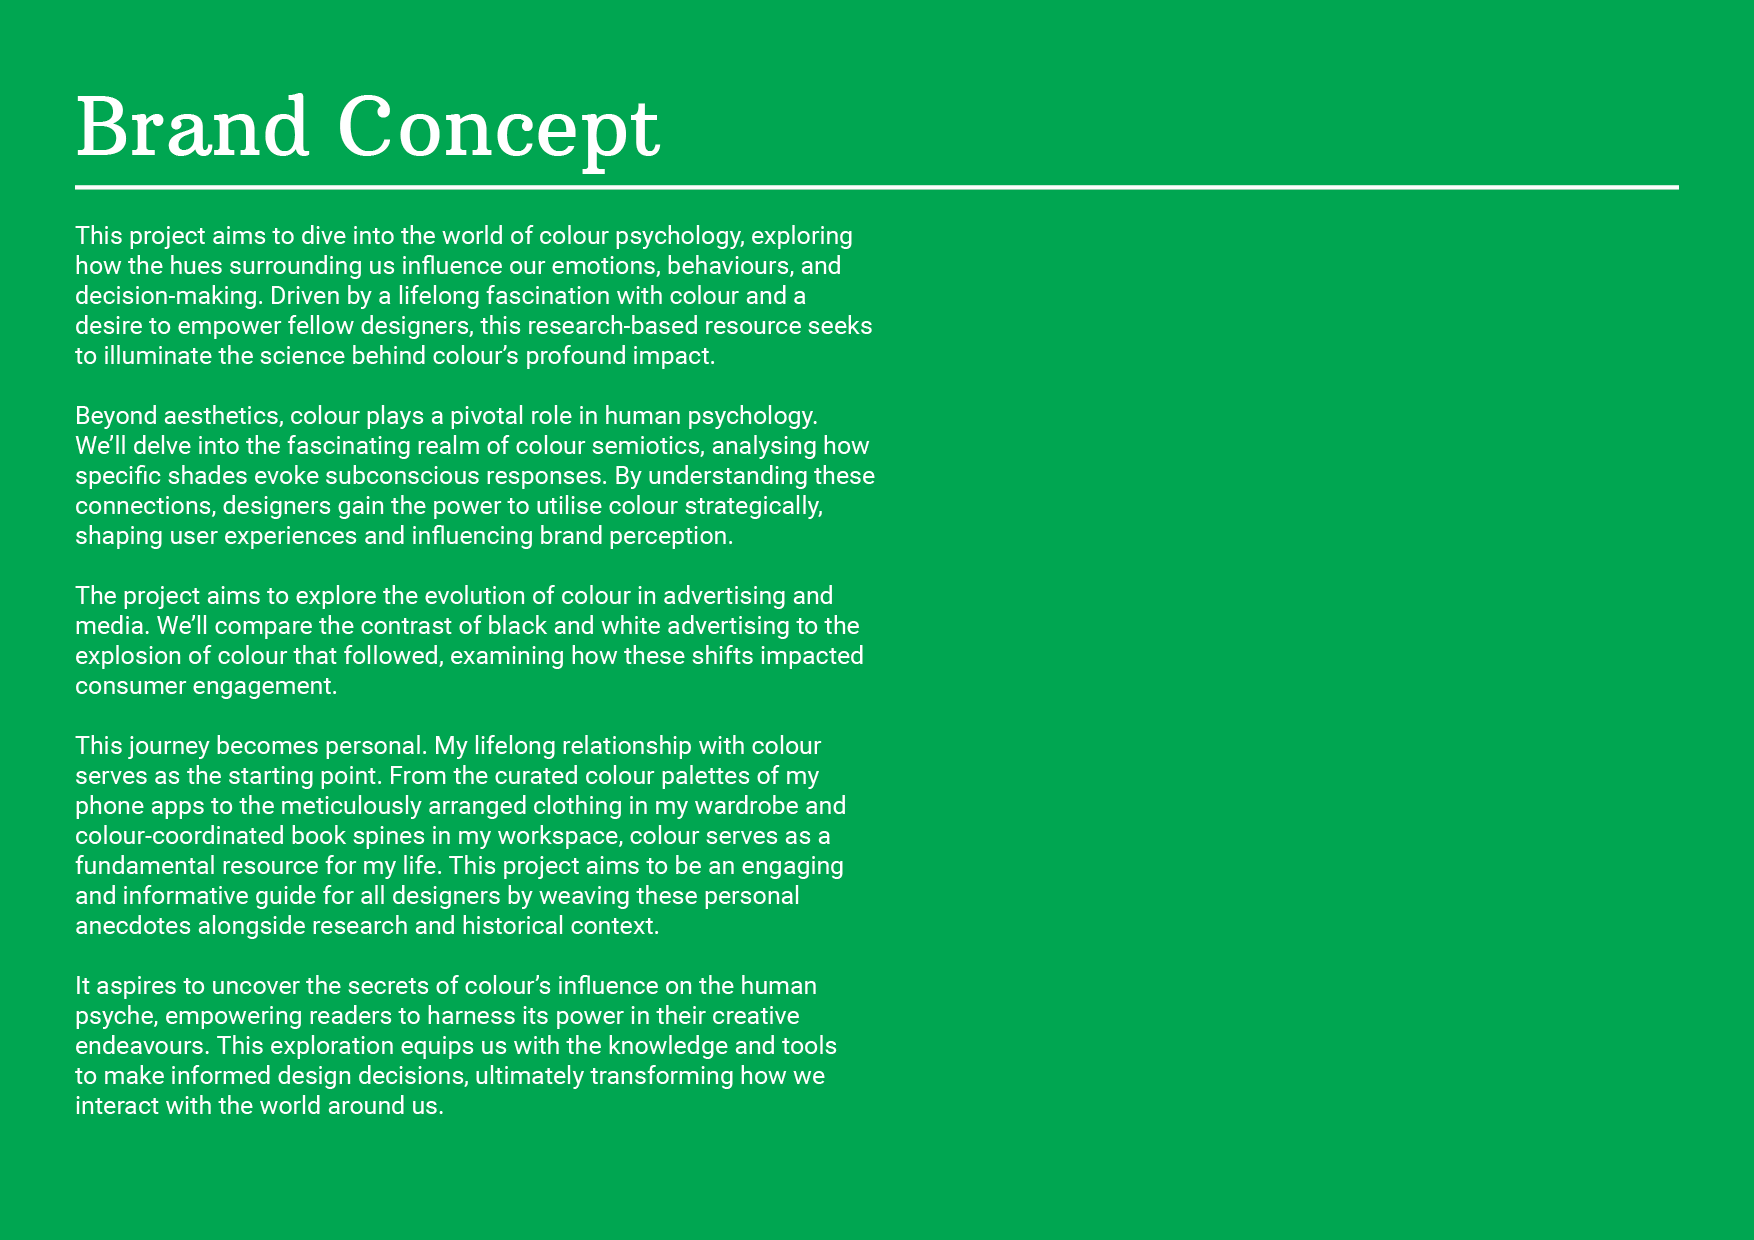 Brand Concept
This project aims to dive into the world of colour psychology, exploring
how the hues surrounding us influence our emotions, behaviours, and
decision-making. Driven by a lifelong fascination with colour and a
desire to empower fellow designers, this research-based resource seeks
to illuminate the science behind colour’s profound impact.
Beyond aesthetics, colour plays a pivotal role in human psychology.
We’ll delve into the fascinating realm of colour semiotics, analysing how
specific shades evoke subconscious responses. By understanding these
connections, designers gain the power to utilise colour strategically,
shaping user experiences and influencing brand perception.
The project aims to explore the evolution of colour in advertising and
media. We’ll compare the contrast of black and white advertising to the
explosion of colour that followed, examining how these shifts impacted
consumer engagement.
This journey becomes personal. My lifelong relationship with colour
serves as the starting point. From the curated colour palettes of my
phone apps to the meticulously arranged clothing in my wardrobe and
colour-coordinated book spines in my workspace, colour serves as a
fundamental resource for my life. This project aims to be an engaging
and informative guide for all designers by weaving these personal
anecdotes alongside research and historical context.
It aspires to uncover the secrets of colour’s influence on the human
psyche, empowering readers to harness its power in their creative
endeavours. This exploration equips us with the knowledge and tools
to make informed design decisions, ultimately transforming how we
interact with the world around us.